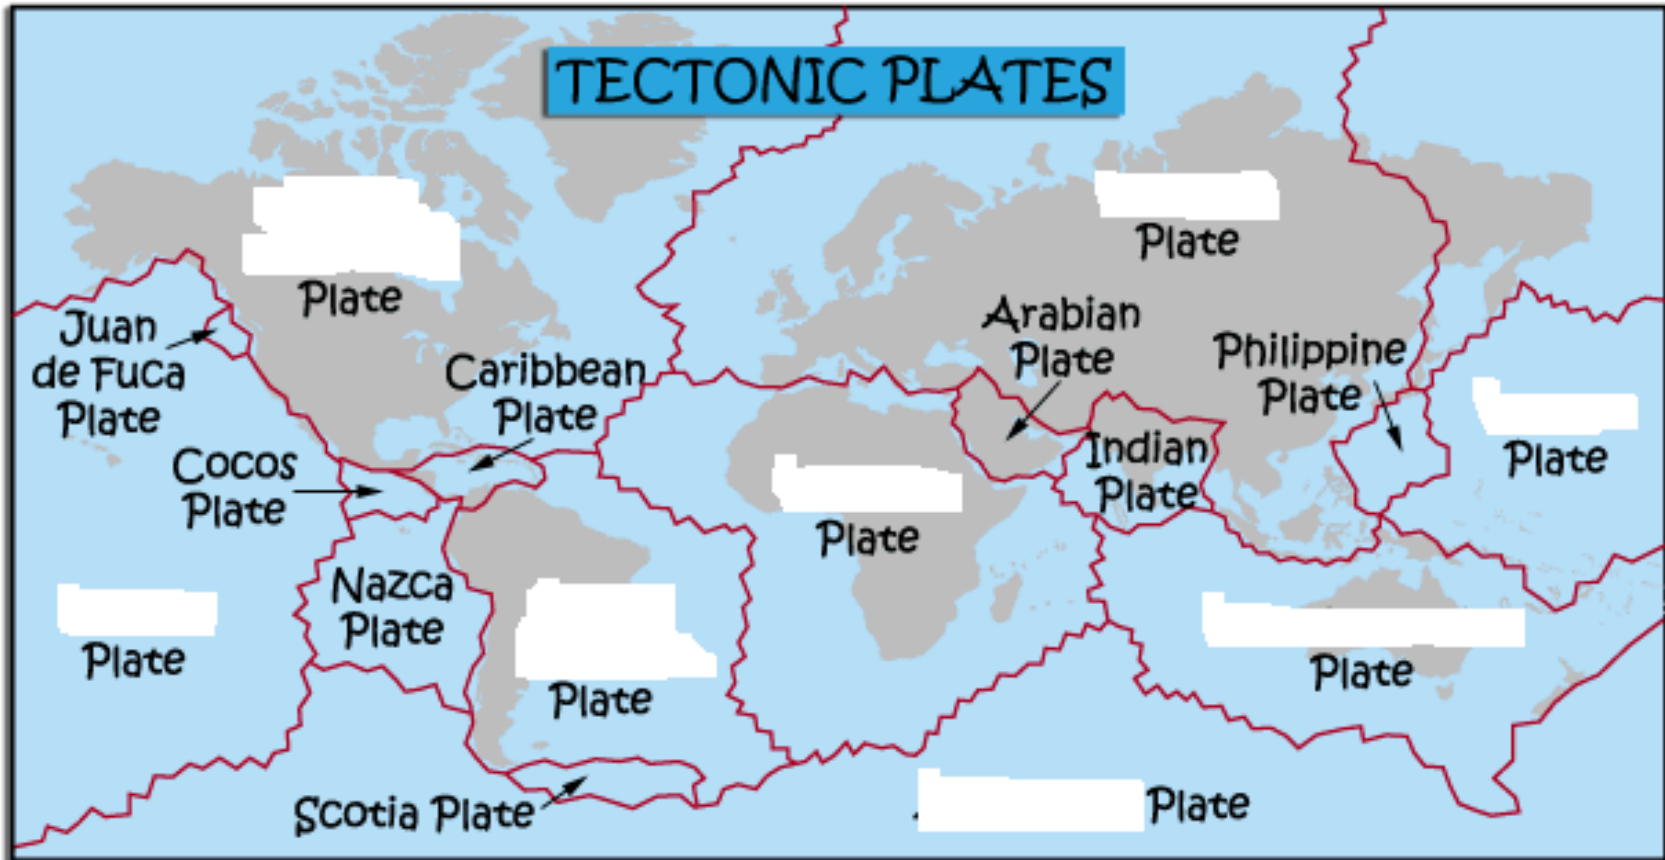 TECTONIC PLATES
Plate
Plate
Juan
de Fuca
Plate
Caribbean
Plate
Arabian
Plate
Philippine
Plate
Cocos
Plate
Indian
Plate
Plate
Plate
Nazca
Plate
Plate
Plate
Plate
Scotia Plate
Plate